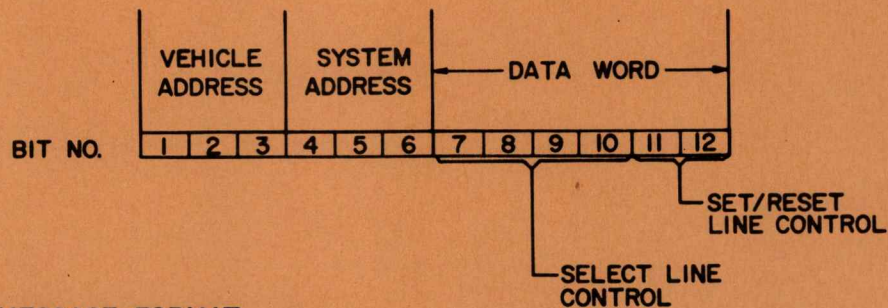 VEHICLE ADDRESS
SYSTEM ADDRESS
DATA WORD
BIT NO. 1 2 3 4 5 6 7 8 9 10 11 12
SET/RESET
LINE CONTROL
SELECT LINE
CONTROL